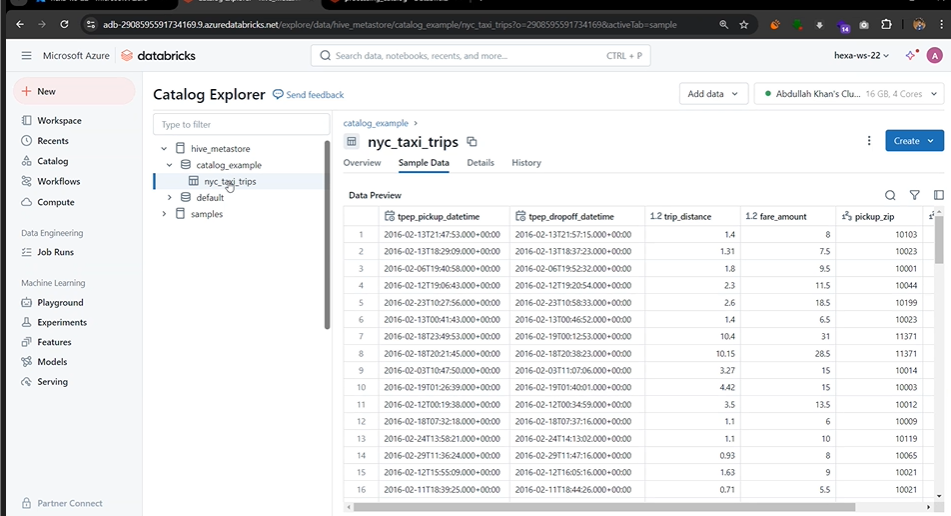 adb-2908595591734169.9.azuredatabricks.net/explore/data/hive_metastore/catalog_example/nyc_taxi_trips?o=2908595591734169&activeTab=sample
14
Microsoft Azure databricks
Search data, notebooks, recents, and more... CTRL + P
hexa-ws-22
A
New
Workspace
Recents
Catalog
Workflows
Compute
Data Engineering
Job Runs
Machine Learning
Playground
Experiments
Features
Models
Serving
Partner Connect
Catalog Explorer Send feedback
Add data
Abdullah Khan's Clu... 16 GB, 4 Cores
Type to filter
hive_metastore
catalog_example
nyc_taxi_trips
default
samples
catalog_example >
nyc_taxi_trips
Create
Overview Sample Data Details History
Data Preview
tpep_pickup_datetime tpep_dropoff_datetime 1.2 trip_distance 1.2 fare_amount pickup_zip
1 2016-02-13T21:47:53.000+00:00 2016-02-13T21:57:15.000+00:00 1.4 8 10103
2 2016-02-13T18:29:09.000+00:00 2016-02-13T18:37:23.000+00:00 1.31 7.5 10023
3 2016-02-06T19:40:58.000+00:00 2016-02-06T19:52:32.000+00:00 1.8 9.5 10001
4 2016-02-12T19:06:43.000+00:00 2016-02-12T19:20:54.000+00:00 2.3 11.5 10044
5 2016-02-23T10:27:56.000+00:00 2016-02-23T10:58:33.000+00:00 2.6 18.5 10199
6 2016-02-13T00:41:43.000+00:00 2016-02-13T00:46:52.000+00:00 1.4 6.5 10023
7 2016-02-18T23:49:53.000+00:00 2016-02-19T00:12:53.000+00:00 10.4 31 11371
8 2016-02-18T20:21:45.000+00:00 2016-02-18T20:38:23.000+00:00 10.15 28.5 11371
9 2016-02-03T10:47:50.000+00:00 2016-02-03T11:07:06.000+00:00 3.27 15 10014
10 2016-02-19T01:26:39.000+00:00 2016-02-19T01:40:01.000+00:00 4.42 15 10003
11 2016-02-12T00:19:38.000+00:00 2016-02-12T00:34:59.000+00:00 3.5 13.5 10012
12 2016-02-18T07:32:18.000+00:00 2016-02-18T07:37:16.000+00:00 1.1 6 10009
13 2016-02-24T13:58:21.000+00:00 2016-02-24T14:13:02.000+00:00 1.1 10 10119
14 2016-02-29T11:36:24.000+00:00 2016-02-29T11:47:16.000+00:00 0.93 8 10065
15 2016-02-12T15:55:09.000+00:00 2016-02-12T16:05:16.000+00:00 1.63 9 10021
16 2016-02-11T18:39:25.000+00:00 2016-02-11T18:44:26.000+00:00 0.71 5.5 10021